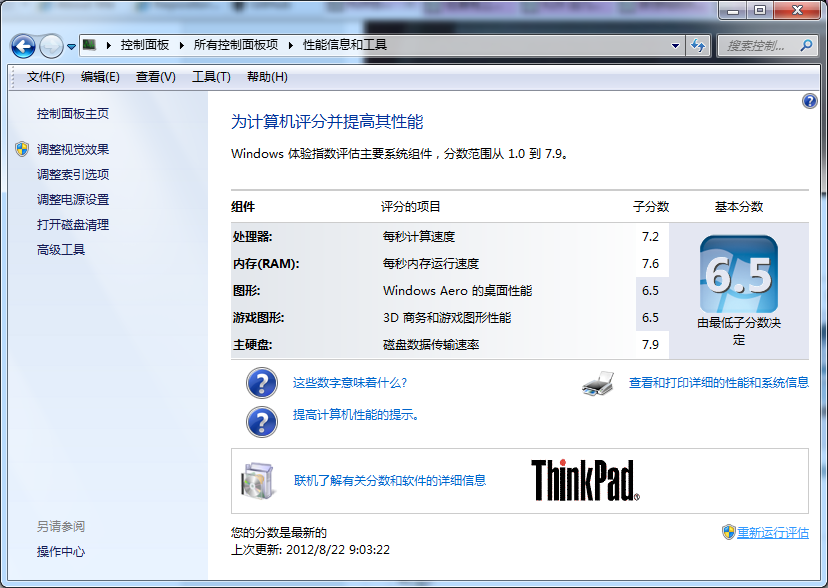 控制面板 ▸ 所有控制面板项 ▸ 性能信息和工具
搜索控制...
文件(F) 编辑(E) 查看(V) 工具(T) 帮助(H)
控制面板主页
调整视觉效果
调整索引选项
调整电源设置
打开磁盘清理
高级工具
另请参阅
操作中心
为计算机评分并提高其性能
Windows 体验指数评估主要系统组件，分数范围从 1.0 到 7.9。
组件 评分的项目 子分数 基本分数
处理器: 每秒计算速度 7.2
内存(RAM): 每秒内存运行速度 7.6
图形: Windows Aero 的桌面性能 6.5
游戏图形: 3D 商务和游戏图形性能 6.5
主硬盘: 磁盘数据传输速率 7.9
6.5
由最低子分数决
定
这些数字意味着什么?
查看和打印详细的性能和系统信息
提高计算机性能的提示。
联机了解有关分数和软件的详细信息
ThinkPad®
您的分数是最新的
上次更新: 2012/8/22 9:03:22
重新运行评估